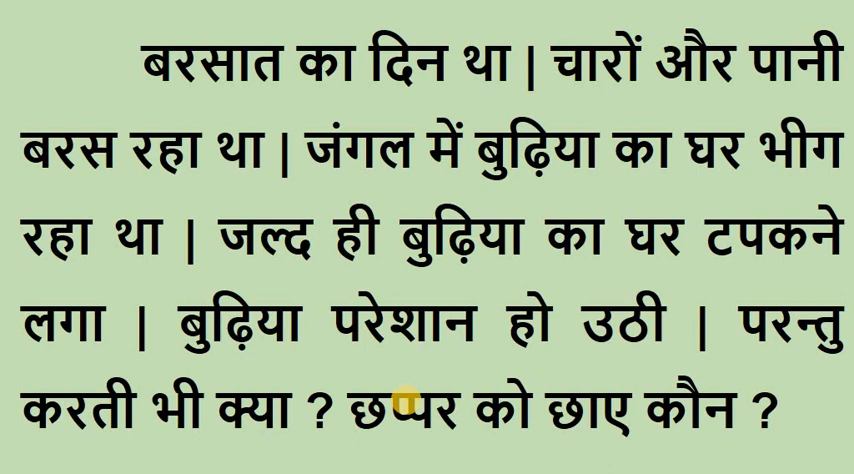 बरसात का दिन था | चारों और पानी
बरस रहा था | जंगल में बुढ़िया का घर भीग
रहा था | जल्द ही बुढ़िया का घर टपकने
लगा | बुढ़िया परेशान हो उठी | परन्तु
करती भी क्या ? छप्पर को छाए कौन ?